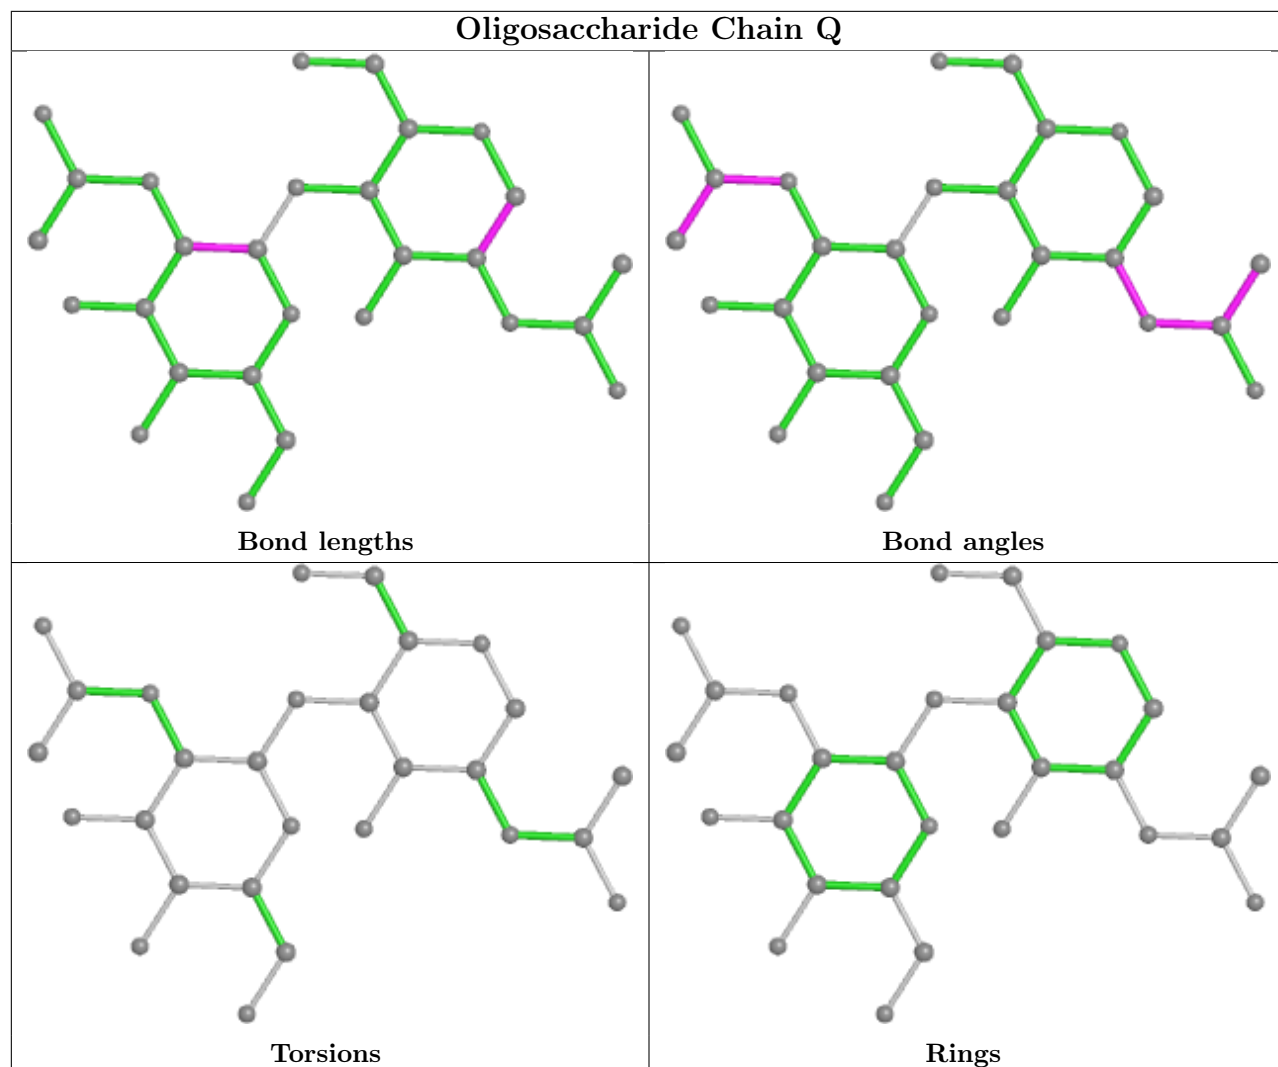 Oligosaccharide Chain Q
Bond lengths
Bond angles
Torsions
Rings